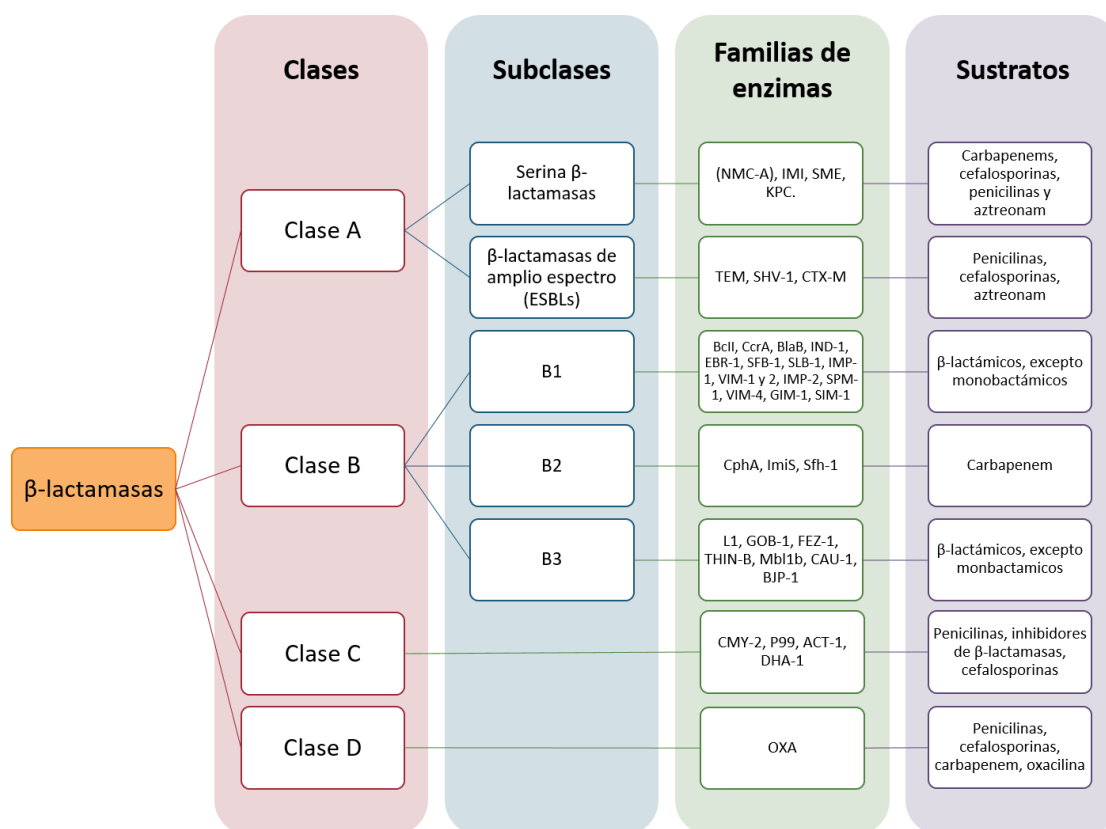 Clases
Subclases
Familias de
enzimas
Sustratos
β-lactamasas
Clase A
Serina β-
lactamasas
(NMC-A), IMI, SME,
KPC.
Carbapenems,
cefalosporinas,
penicilinas y
aztreonam
β-lactamasas de
amplio espectro
(ESBLs)
TEM, SHV-1, CTX-M
Penicilinas,
cefalosporinas,
aztreonam
Clase B
B1
BcII, CcrA, BlaB, IND-1,
EBR-1, SFB-1, SLB-1, IMP-
1, VIM-1 y 2, IMP-2, SPM-
1, VIM-4, GIM-1, SIM-1
β-lactámicos, excepto
monobactámicos
B2
CphA, ImiS, Sfh-1
Carbapenem
B3
L1, GOB-1, FEZ-1,
THIN-B, Mbl1b, CAU-1,
BJP-1
β-lactámicos, excepto
monbactamicos
Clase C
CMY-2, P99, ACT-1,
DHA-1
Penicilinas, inhibidores
de β-lactamasas,
cefalosporinas
Clase D
OXA
Penicilinas,
cefalosporinas,
carbapenem, oxacilina